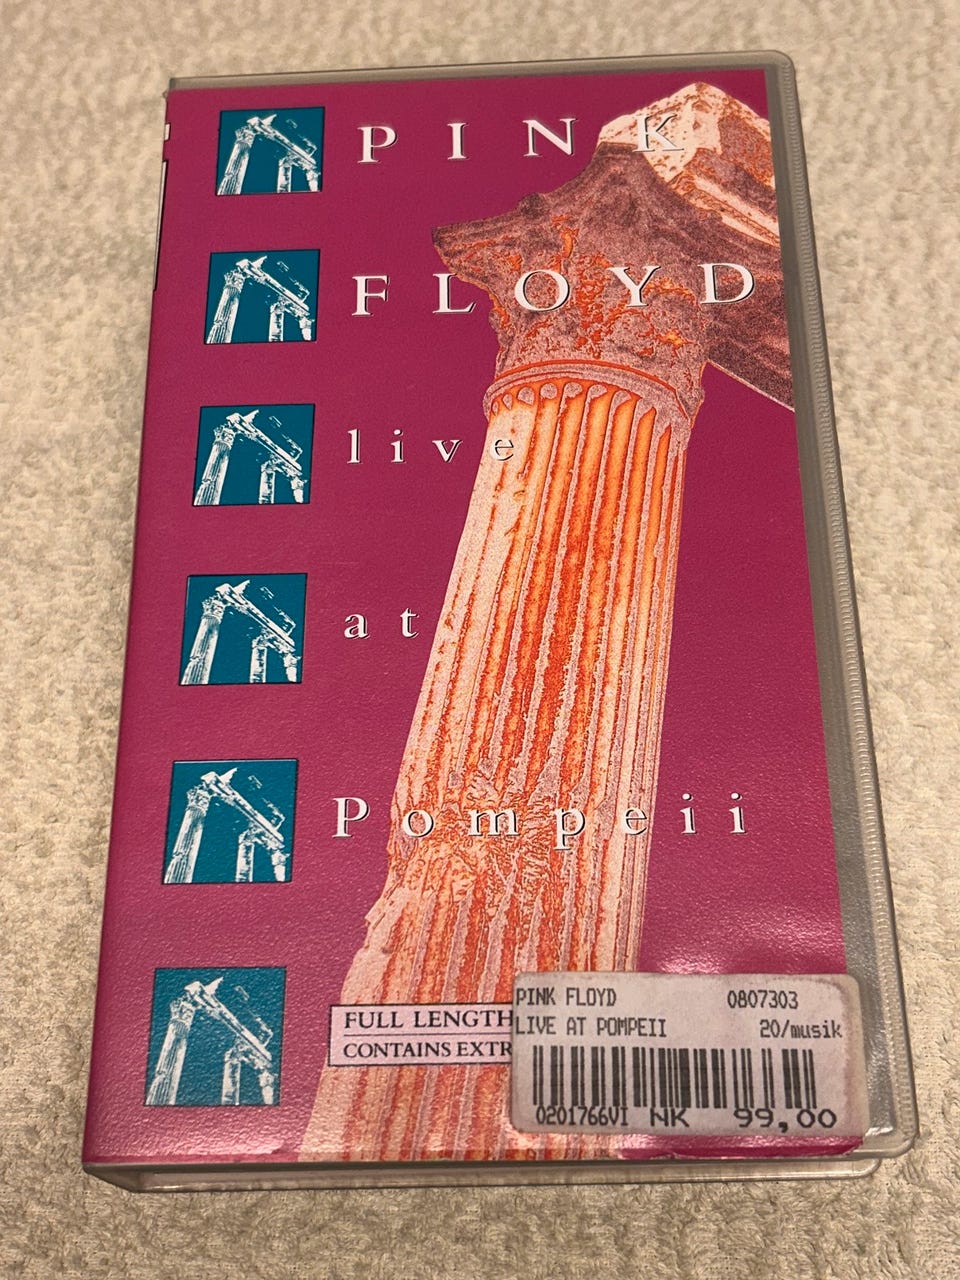 PINK
FLOYD
live
at
Pompeii
FULL LENGTH
CONTAINS EXTR
PINK FLOYD 0807303
LIVE AT POMPEII 20/musik
0201766VI NK 99,00